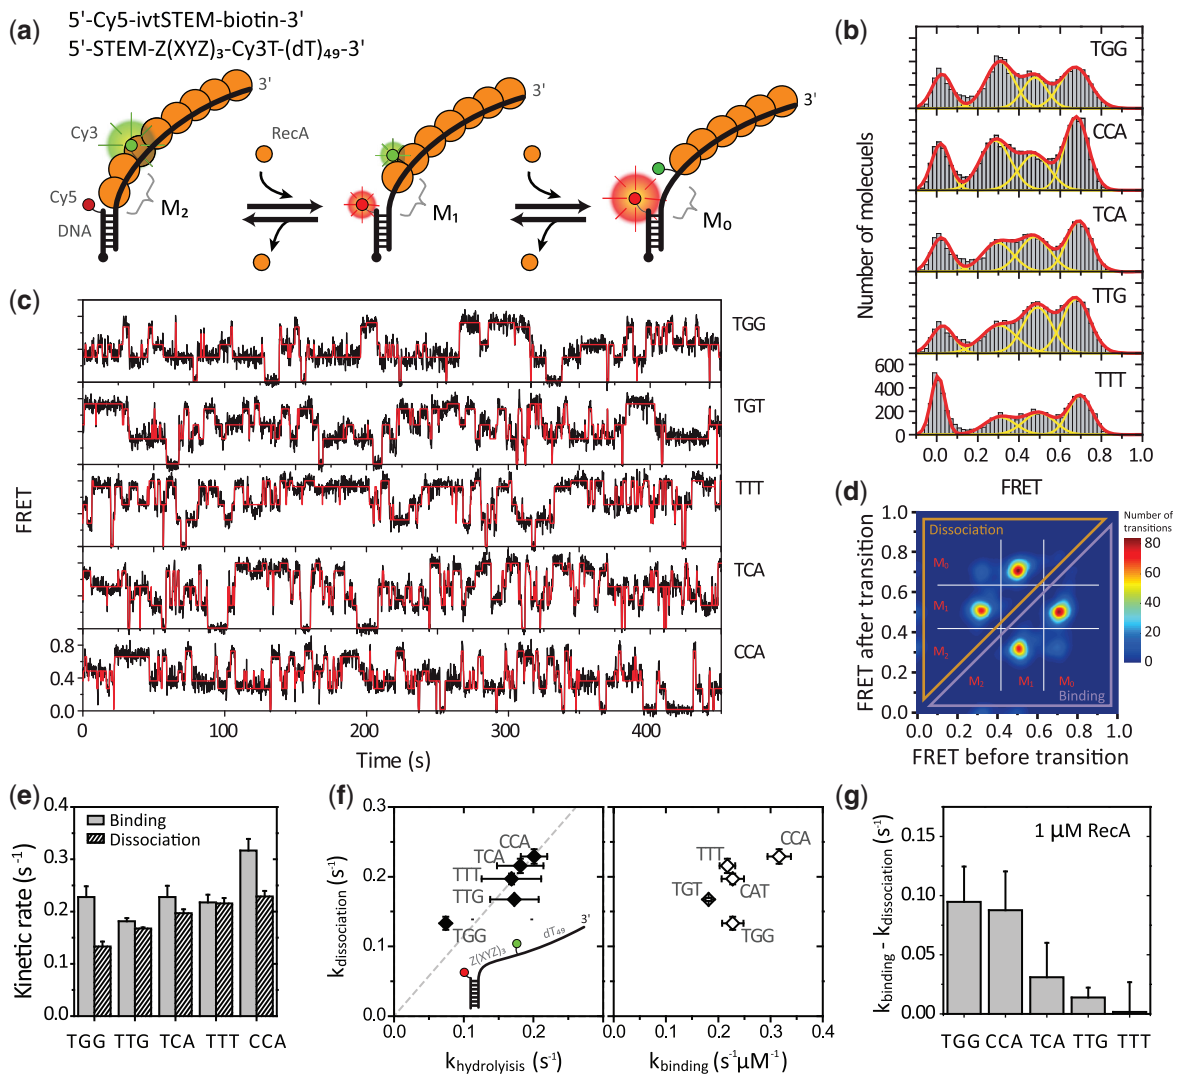 (a)
5'-Cy5-ivtSTEM-biotin-3'
5'-STEM-Z(XYZ)₃-Cy3T-(dT)₄₉-3'
3'
3'
3'
Cy3
RecA
Cy5
DNA
M₂
M₁
M₀
(b)
TGG
CCA
TCA
TTG
TTT
Number of molecuels
600
400
200
0
0.0 0.2 0.4 0.6 0.8 1.0
FRET
(c)
TGG
TGT
TTT
TCA
CCA
FRET
0.8
0.4
0.0
0 100 200 300 400
Time (s)
(d)
Number of
transitions
80
60
40
20
0
Dissociation
Binding
M₀
M₁
M₂
M₂ M₁ M₀
FRET after transition
1.0
0.8
0.6
0.4
0.2
0.0
0.0 0.2 0.4 0.6 0.8 1.0
FRET before transition
(e)
Binding
Dissociation
Kinetic rate (s⁻¹)
0.4
0.3
0.2
0.1
0.0
TGG TTG TCA TTT CCA
(f)
k dissociation (s⁻¹)
0.3
0.2
0.1
0.0
CCA
TCA
TTT
TTG
TGG
Z(XYZ)₃
dT₄₉
3'
0.0 0.1 0.2
k hydrolyisis (s⁻¹)
CCA
TTT
CAT
TGT
TGG
0.0 0.1 0.2 0.3 0.4
k binding (s⁻¹μM⁻¹)
(g)
1 μM RecA
k binding - k dissociation (s⁻¹)
0.15
0.10
0.05
0.00
TGG CCA TCA TTG TTT